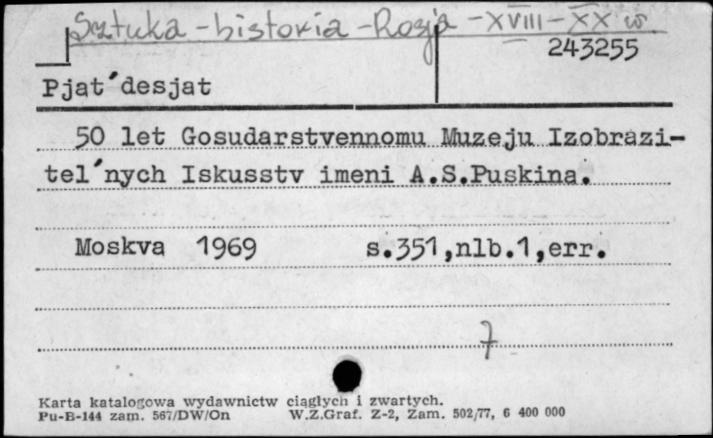 Sztuka - historia - Rosja - XVIII - XX w.
243255
Pjat´desjat
50 let Gosudarstvennomu Muzeju Izobrazi-
tel´nych Iskusstv imeni A.S.Puskina.
Moskva 1969 s.351,nlb.1,err.
7
Karta katalogowa wydawnictw ciągłych i zwartych.
Pu-B-144 zam. 567/DW/On W.Z.Graf. Z-2, Zam. 502/77, 6 400 000